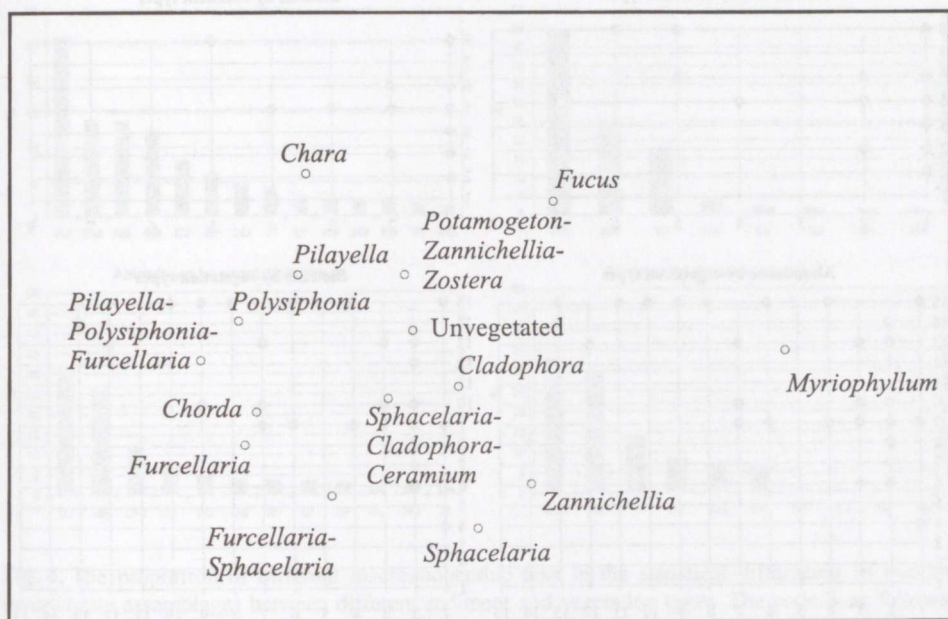 Chara
Fucus
Potamogeton-
Zannichellia-
Zostera
Pilayella
Pilayella-
Polysiphonia-
Furcellaria
Polysiphonia
Unvegetated
Cladophora
Myriophyllum
Chorda
Sphacelaria-
Cladophora-
Ceramium
Furcellaria
Zannichellia
Furcellaria-
Sphacelaria
Sphacelaria